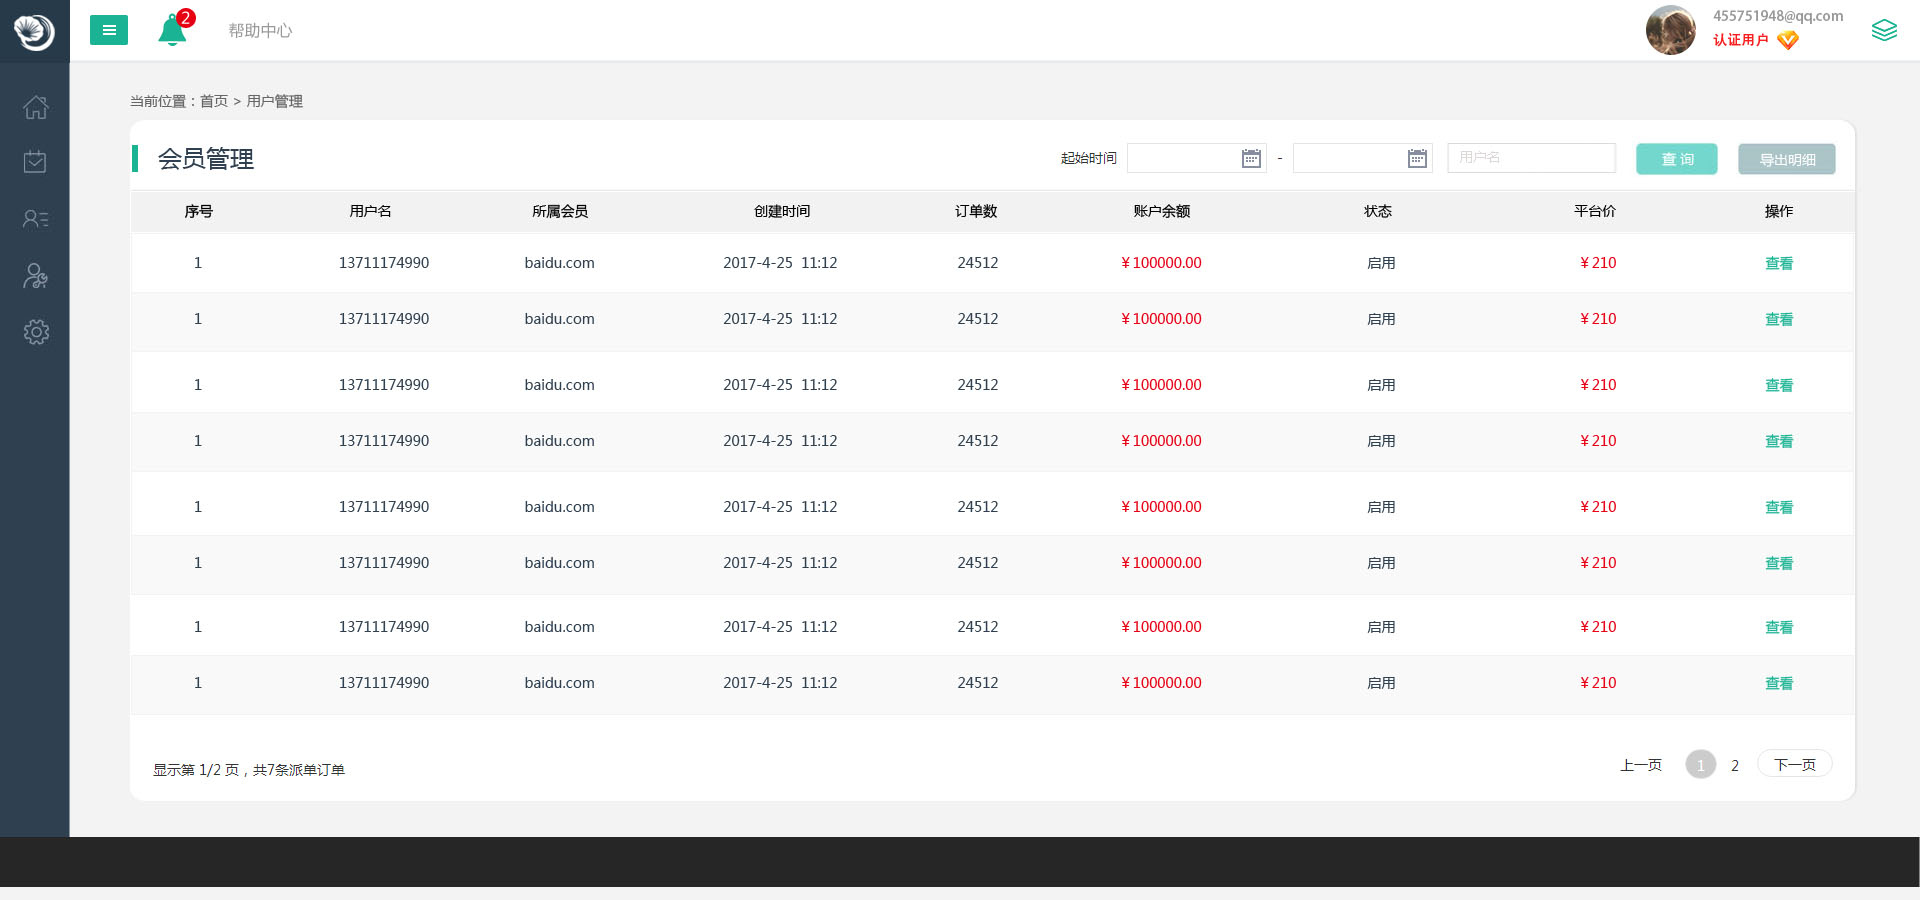 2 帮助中心 455751948@qq.com
认证用户
当前位置：首页 > 用户管理
会员管理 起始时间 - 用户名 查 询 导出明细
序号 用户名 所属会员 创建时间 订单数 账户余额 状态 平台价 操作
1 13711174990 baidu.com 2017-4-25 11:12 24512 ￥100000.00 启用 ￥210 查看
1 13711174990 baidu.com 2017-4-25 11:12 24512 ￥100000.00 启用 ￥210 查看
1 13711174990 baidu.com 2017-4-25 11:12 24512 ￥100000.00 启用 ￥210 查看
1 13711174990 baidu.com 2017-4-25 11:12 24512 ￥100000.00 启用 ￥210 查看
1 13711174990 baidu.com 2017-4-25 11:12 24512 ￥100000.00 启用 ￥210 查看
1 13711174990 baidu.com 2017-4-25 11:12 24512 ￥100000.00 启用 ￥210 查看
1 13711174990 baidu.com 2017-4-25 11:12 24512 ￥100000.00 启用 ￥210 查看
1 13711174990 baidu.com 2017-4-25 11:12 24512 ￥100000.00 启用 ￥210 查看
显示第 1/2 页，共7条派单订单 上一页 1 2 下一页